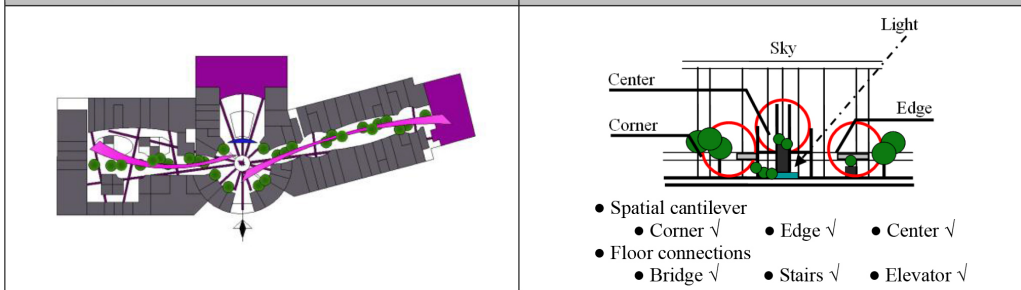 Light
Sky
Center
Edge
Corner
● Spatial cantilever
● Corner √ ● Edge √ ● Center √
● Floor connections
● Bridge √ ● Stairs √ ● Elevator √